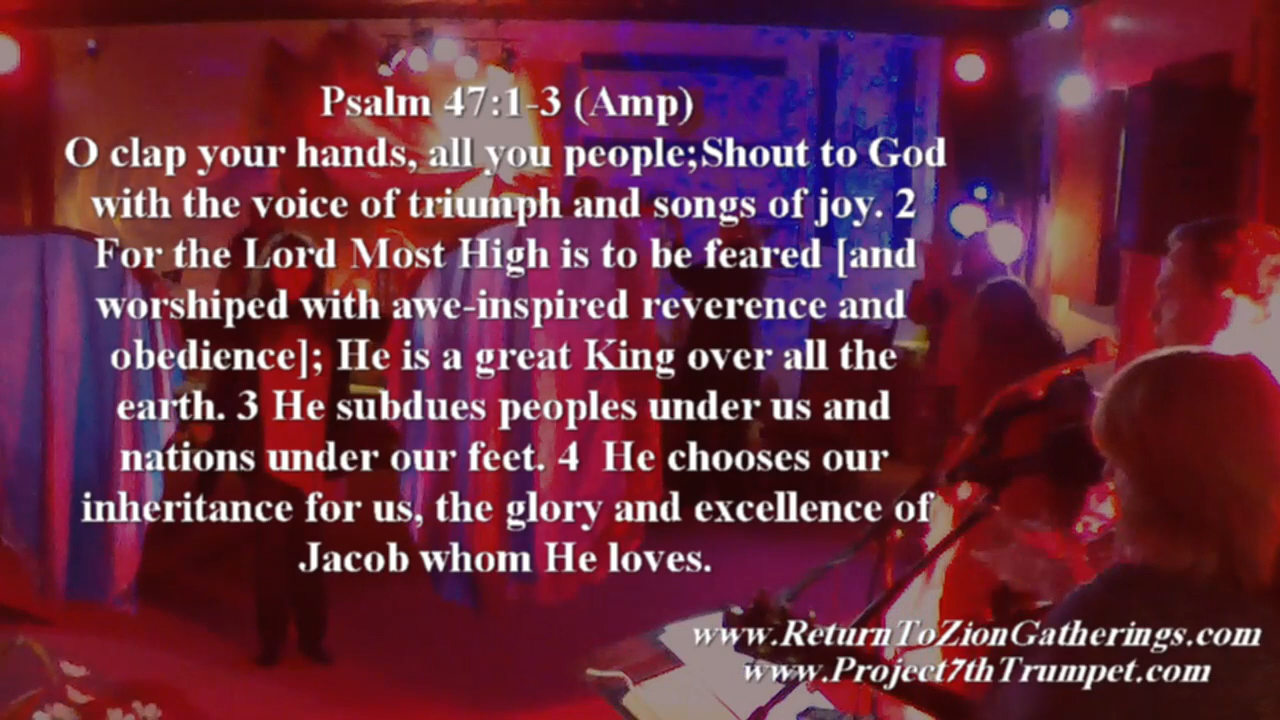 Psalm 47:1-3 (Amp)
O clap your hands, all you people;Shout to God
with the voice of triumph and songs of joy. 2
For the Lord Most High is to be feared [and
worshiped with awe-inspired reverence and
obedience]; He is a great King over all the
earth. 3 He subdues peoples under us and
nations under our feet. 4  He chooses our
inheritance for us, the glory and excellence of
Jacob whom He loves.
www.ReturnToZionGatherings.com
www.Project7thTrumpet.com